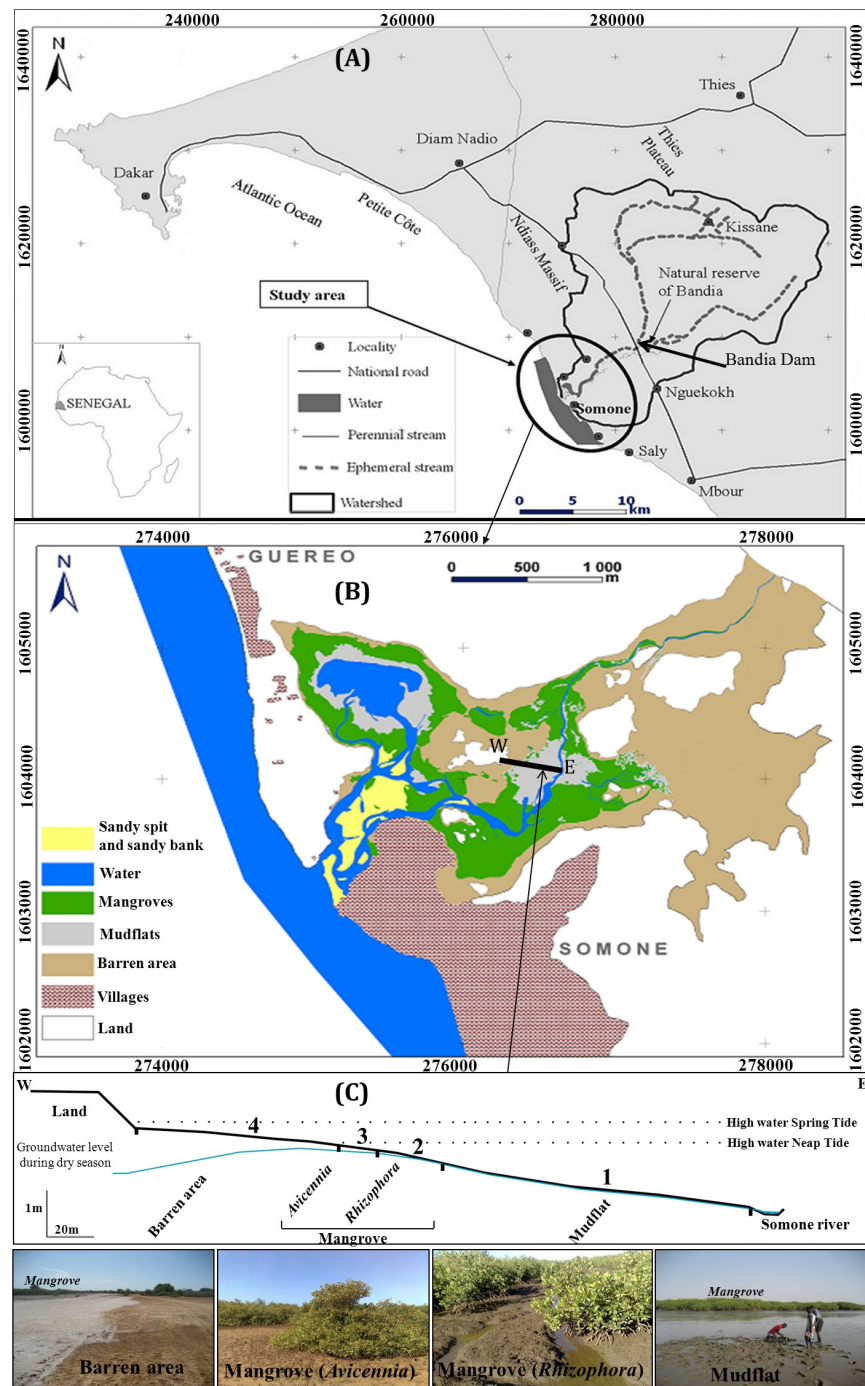 240000
260000
280000
1640000
1640000
N
(A)
Thies
Diam Nadio
Thies
Plateau
Dakar
Atlantic Ocean
Petite Côte
Ndiass Massif
Kissane
1620000
1620000
Natural reserve
of Bandia
Study area
Locality
National road
Bandia Dam
N
SENEGAL
Water
Nguekokh
Somone
1600000
1600000
Perennial stream
Ephemeral stream
Saly
Watershed
Mbour
0 5 10
km
274000
276000
278000
GUEREO
N
(B)
0 500 1 000
m
1605000
1605000
W
E
1604000
1604000
Sandy spit
and sandy bank
Water
Mangroves
1603000
1603000
Mudflats
SOMONE
Barren area
Villages
Land
1602000
1602000
274000
276000
278000
W
E
(C)
Land
4
High water Spring Tide
3
High water Neap Tide
2
Groundwater level
during dry season
1
Barren area
Avicennia
Rhizophora
Mudflat
1m
20m
Mangrove
Somone river
Mangrove
Barren area
Mangrove (Avicennia)
Mangrove (Rhizophora)
Mangrove
Mudflat